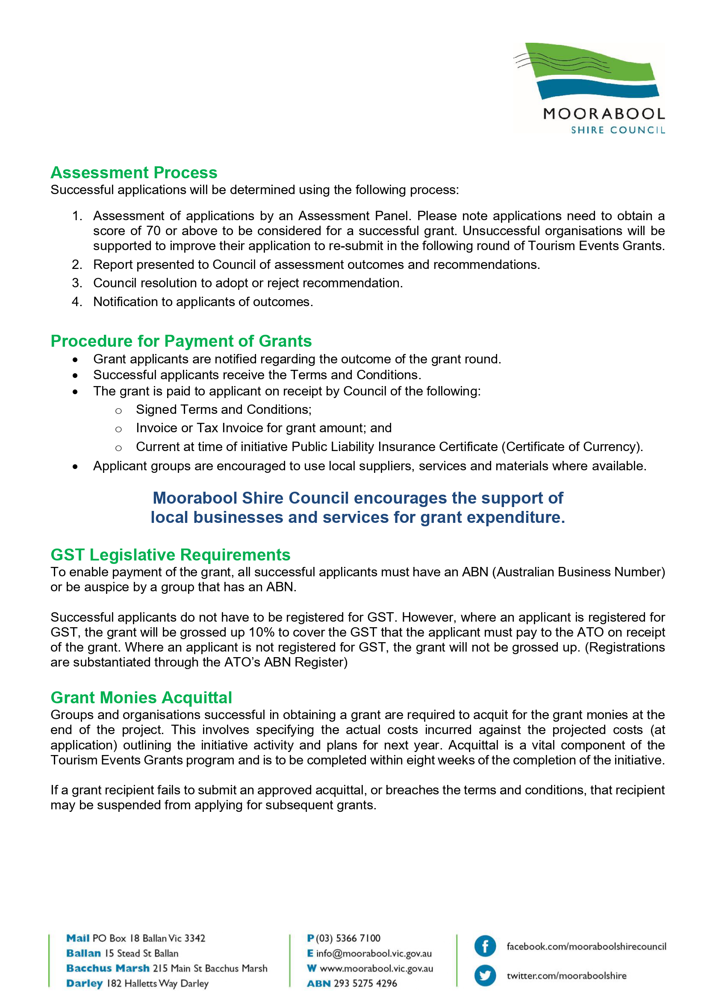 MOORABOOL
SHIRE COUNCIL
Assessment Process
Successful applications will be determined using the following process:
1. Assessment of applications by an Assessment Panel. Please note applications need to obtain a
score of 70 or above to be considered for a successful grant. Unsuccessful organisations will be
supported to improve their application to re-submit in the following round of Tourism Events Grants.
2. Report presented to Council of assessment outcomes and recommendations.
3. Council resolution to adopt or reject recommendation.
4. Notification to applicants of outcomes.
Procedure for Payment of Grants
• Grant applicants are notified regarding the outcome of the grant round.
• Successful applicants receive the Terms and Conditions.
• The grant is paid to applicant on receipt by Council of the following:
o Signed Terms and Conditions;
o Invoice or Tax Invoice for grant amount; and
o Current at time of initiative Public Liability Insurance Certificate (Certificate of Currency).
• Applicant groups are encouraged to use local suppliers, services and materials where available.
Moorabool Shire Council encourages the support of
local businesses and services for grant expenditure.
GST Legislative Requirements
To enable payment of the grant, all successful applicants must have an ABN (Australian Business Number)
or be auspice by a group that has an ABN.
Successful applicants do not have to be registered for GST. However, where an applicant is registered for
GST, the grant will be grossed up 10% to cover the GST that the applicant must pay to the ATO on receipt
of the grant. Where an applicant is not registered for GST, the grant will not be grossed up. (Registrations
are substantiated through the ATO’s ABN Register)
Grant Monies Acquittal
Groups and organisations successful in obtaining a grant are required to acquit for the grant monies at the
end of the project. This involves specifying the actual costs incurred against the projected costs (at
application) outlining the initiative activity and plans for next year. Acquittal is a vital component of the
Tourism Events Grants program and is to be completed within eight weeks of the completion of the initiative.
If a grant recipient fails to submit an approved acquittal, or breaches the terms and conditions, that recipient
may be suspended from applying for subsequent grants.
Mail PO Box 18 Ballan Vic 3342
Ballan 15 Stead St Ballan
Bacchus Marsh 215 Main St Bacchus Marsh
Darley 182 Halletts Way Darley
P (03) 5366 7100
E info@moorabool.vic.gov.au
W www.moorabool.vic.gov.au
ABN 293 5275 4296
facebook.com/mooraboolshirecouncil
twitter.com/mooraboolshire